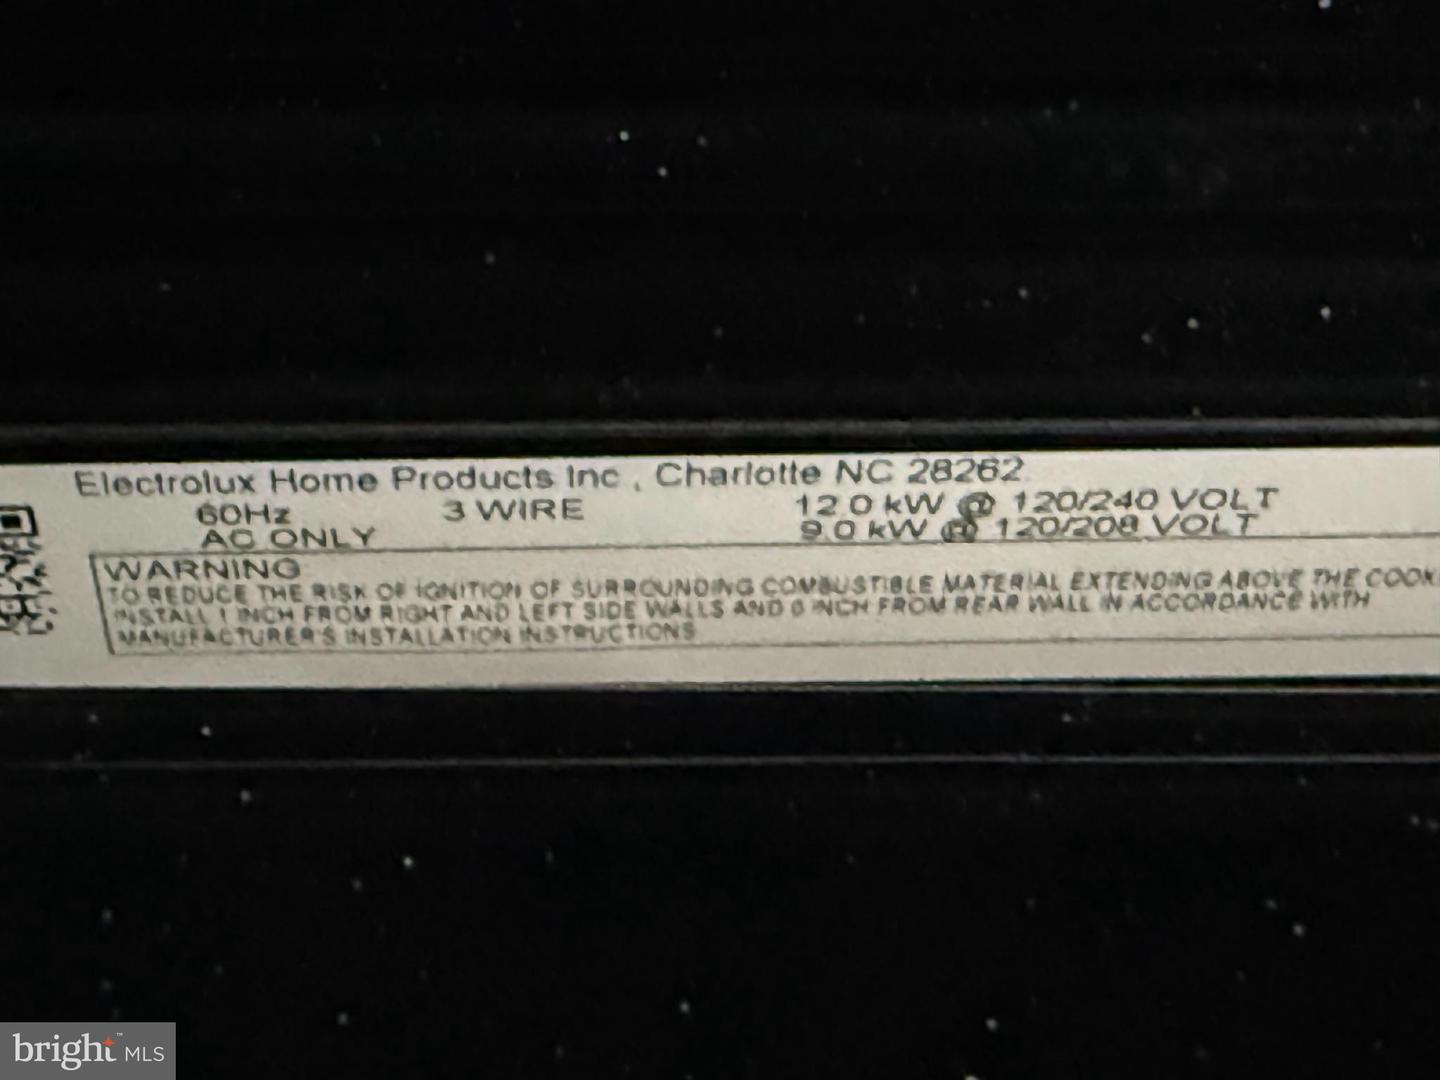 Electrolux Home Products Inc , Charlotte NC 28262
60Hz 3 WIRE 12.0 kW @ 120/240 VOLT
AC ONLY 9.0 kW @ 120/208 VOLT
WARNING
TO REDUCE THE RISK OF IGNITION OF SURROUNDING COMBUSTIBLE MATERIAL EXTENDING ABOVE THE COOK
INSTALL 1 INCH FROM RIGHT AND LEFT SIDE WALLS AND 0 INCH FROM REAR WALL IN ACCORDANCE WITH
MANUFACTURER'S INSTALLATION INSTRUCTIONS
bright™ MLS